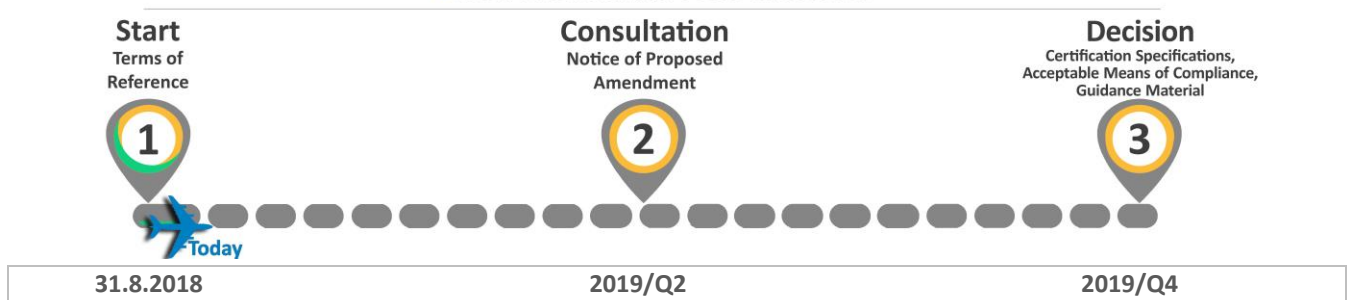 Start
Terms of
Reference
1
Consultation
Notice of Proposed
Amendment
2
Decision
Certification Specifications,
Acceptable Means of Compliance,
Guidance Material
3
Today
31.8.2018
2019/Q2
2019/Q4